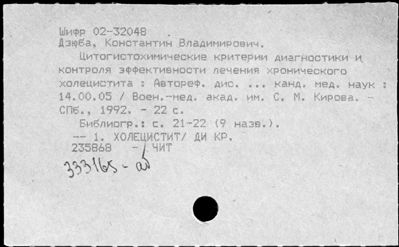 Шифр 02-32048 .
Дзюба, Константин Владимирович.
Цитогистохимические критерии диагностики и
контроля эффективности лечения хронического
холецистита : Автореф. дис. ... канд. мед. наук :
14.00.05 / Воен.-мед. акад. им. С. М. Кирова. -
СПб., 1992. - 22 с.
Библиогр.: с. 21-22 (9 назв.).
-- 1. ХОЛЕЦИСТИТ/ ДИ КР.
235868 - ЧИТ
333165 - аб